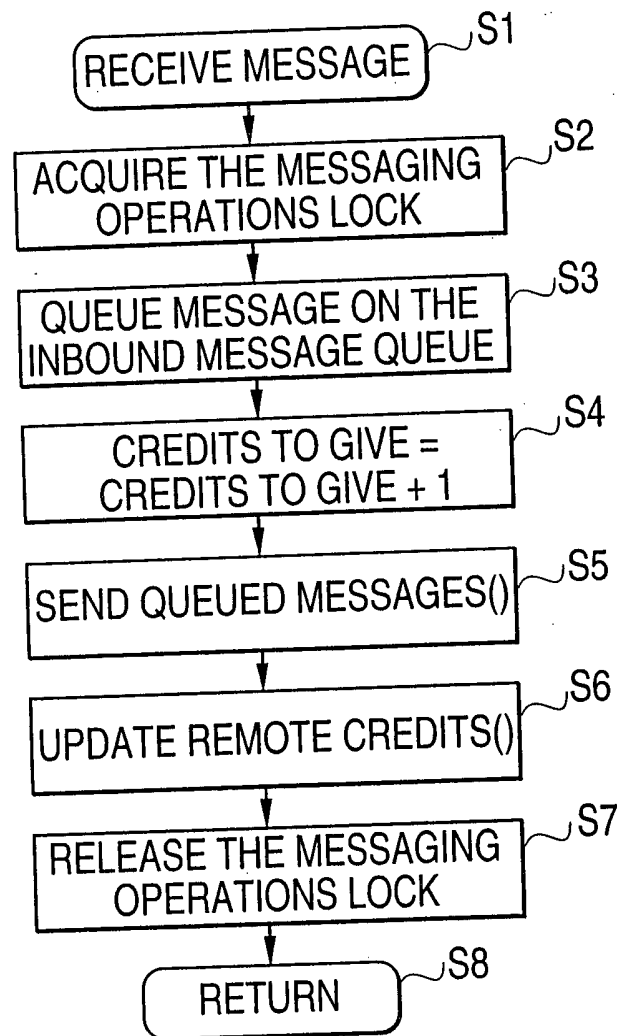 S1
RECEIVE MESSAGE
S2
ACQUIRE THE MESSAGING
OPERATIONS LOCK
S3
QUEUE MESSAGE ON THE
INBOUND MESSAGE QUEUE
S4
CREDITS TO GIVE =
CREDITS TO GIVE + 1
S5
SEND QUEUED MESSAGES()
S6
UPDATE REMOTE CREDITS()
S7
RELEASE THE MESSAGING
OPERATIONS LOCK
S8
RETURN